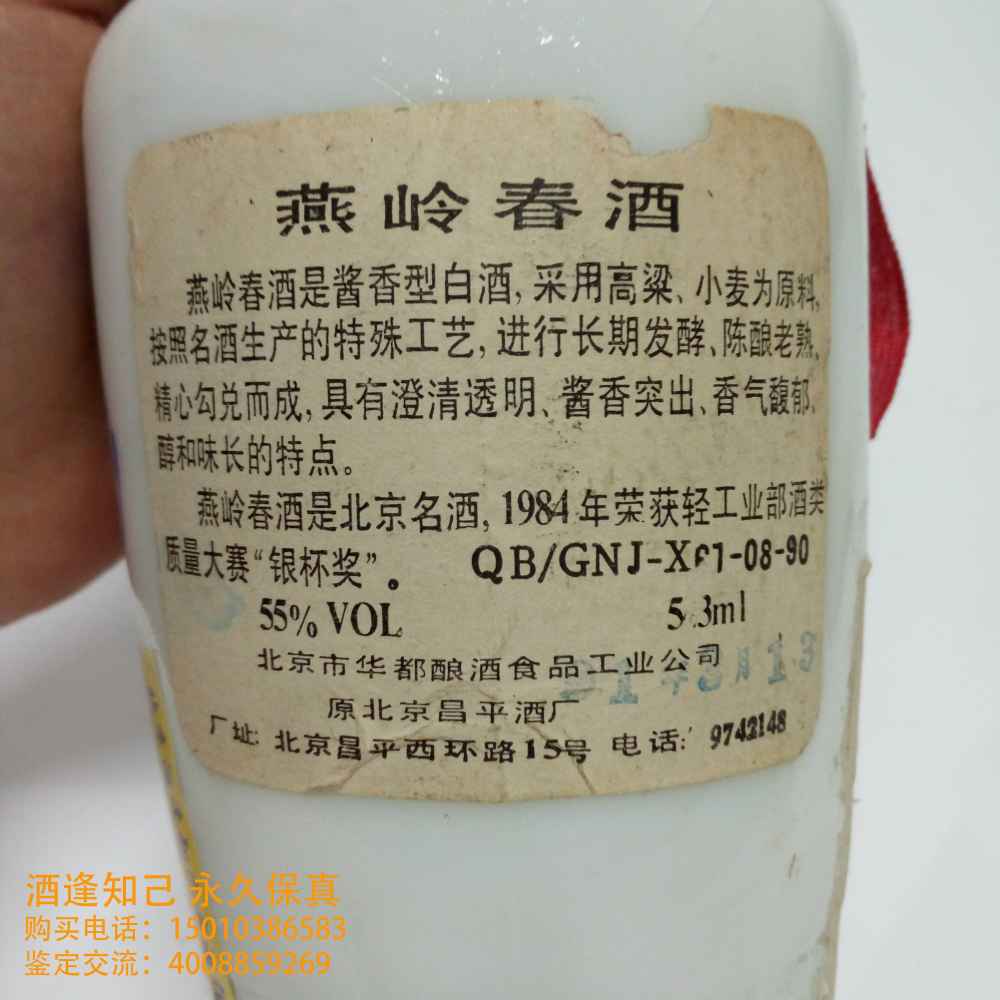 燕岭春酒
燕岭春酒是酱香型白酒,采用高粱、小麦为原料,
按照名酒生产的特殊工艺,进行长期发酵、陈酿老熟、
精心勾兑而成,具有澄清透明、酱香突出、香气馥郁、
醇和味长的特点。
燕岭春酒是北京名酒,1984年荣获轻工业部酒类
质量大赛“银杯奖”。 QB/GNJ-X 1-08-90
55% VOL 5 3ml
北京市华都酿酒食品工业公司
原北京昌平酒厂
厂址: 北京昌平西环路15号 电话: 9742148
酒逢知己 永久保真
购买电话：15010386583
鉴定交流：4008859269